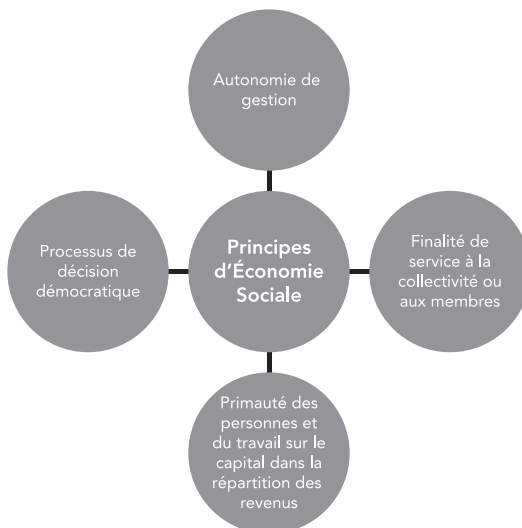 Autonomie de
gestion
Processus de
décision
démocratique
Principes
d'Économie
Sociale
Finalité de
service à la
collectivité ou
aux membres
Primauté des
personnes et
du travail sur le
capital dans la
répartition des
revenus